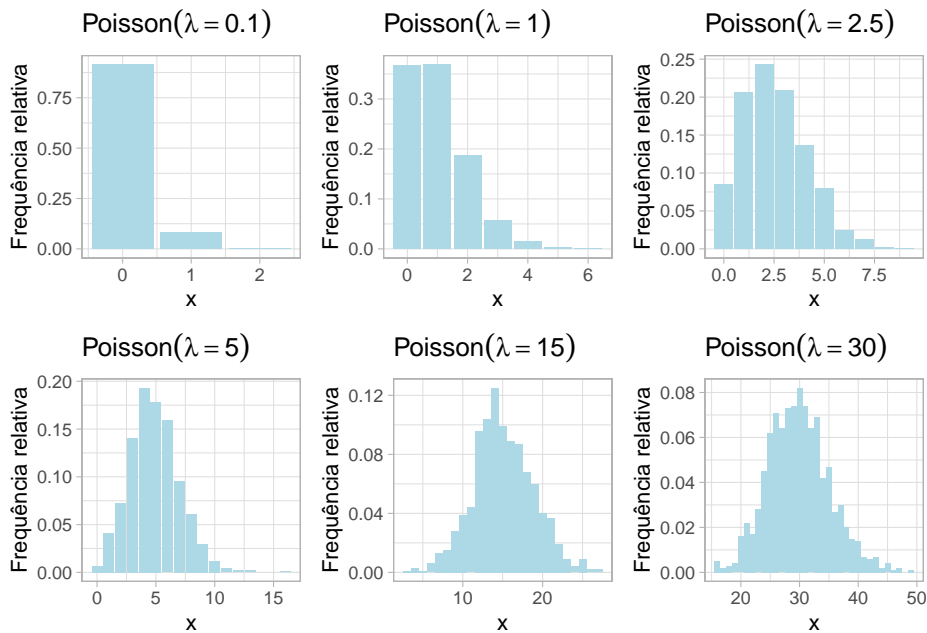 Poisson(λ = 0.1)
Frequência relativa
0.75
0.50
0.25
0.00
0 1 2
x
Poisson(λ = 1)
Frequência relativa
0.3
0.2
0.1
0.0
0 2 4 6
x
Poisson(λ = 2.5)
Frequência relativa
0.25
0.20
0.15
0.10
0.05
0.00
0.0 2.5 5.0 7.5
x
Poisson(λ = 5)
Frequência relativa
0.20
0.15
0.10
0.05
0.00
0 5 10 15
x
Poisson(λ = 15)
Frequência relativa
0.12
0.08
0.04
0.00
10 20
x
Poisson(λ = 30)
Frequência relativa
0.08
0.06
0.04
0.02
0.00
20 30 40 50
x